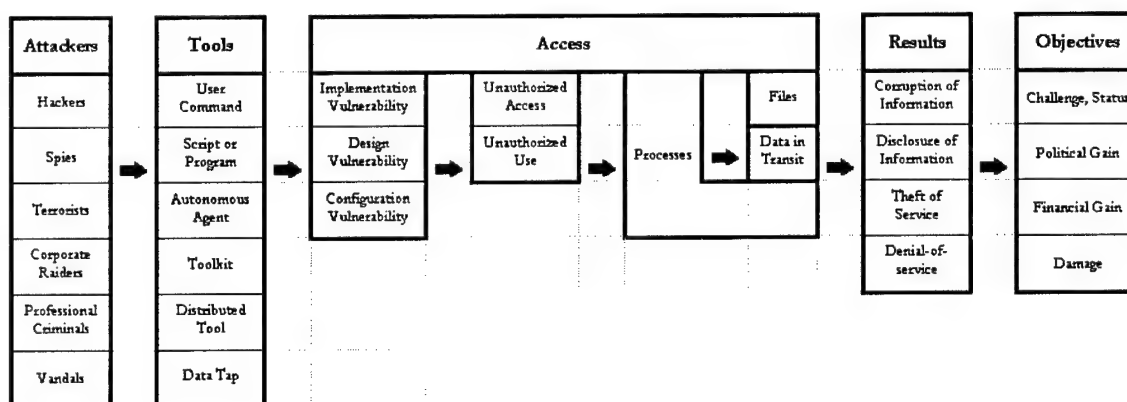 Attackers
Hackers
Spies
Terrorists
Corporate
Raiders
Professional
Criminals
Vandals
Tools
User
Command
Script or
Program
Autonomous
Agent
Toolkit
Distributed
Tool
Data Tap
Access
Implementation
Vulnerability
Design
Vulnerability
Configuration
Vulnerability
Unauthorized
Access
Unauthorized
Use
Processes
Files
Data in
Transit
Results
Corruption of
Information
Disclosure of
Information
Theft of
Service
Denial-of-
service
Objectives
Challenge, Status
Political Gain
Financial Gain
Damage